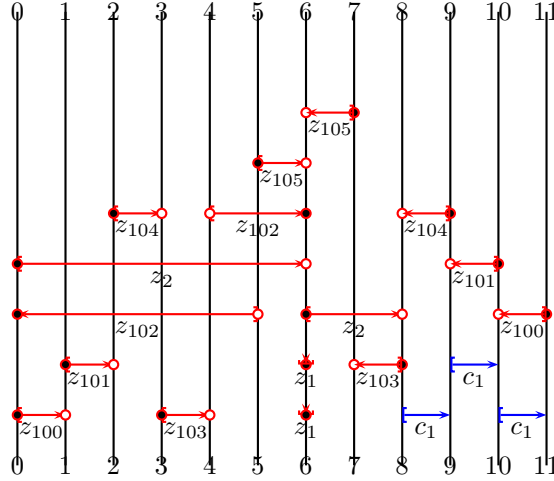 0 1 2 3 4 5 6 7 8 9 10 11
z₁₀₅
z₁₀₅
z₁₀₄ z₁₀₂ z₁₀₄
z₂ z₁₀₁
z₁₀₂ z₂ z₁₀₀
z₁₀₁ z₁ z₁₀₃ c₁
z₁₀₀ z₁₀₃ z₁ c₁ c₁
0 1 2 3 4 5 6 7 8 9 10 11